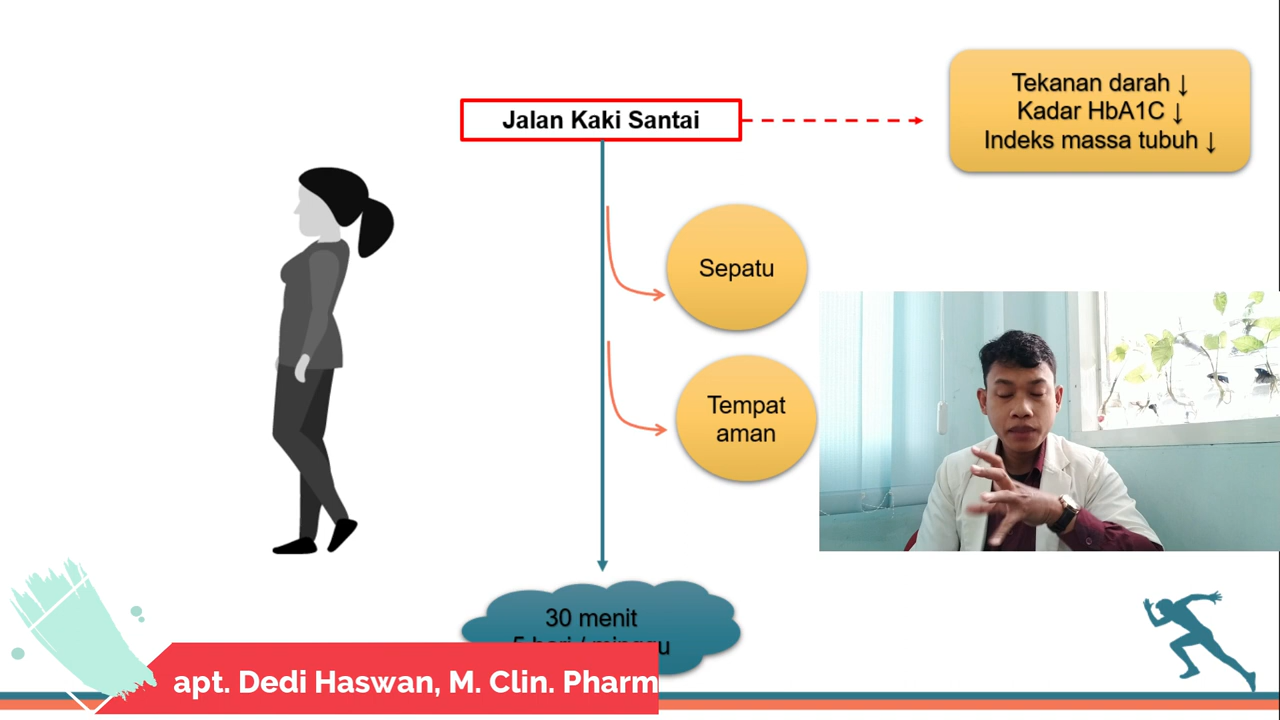 Jalan Kaki Santai
Tekanan darah ↓
Kadar HbA1C ↓
Indeks massa tubuh ↓
Sepatu
Tempat
aman
30 menit
5 hari / minggu
apt. Dedi Haswan, M. Clin. Pharm